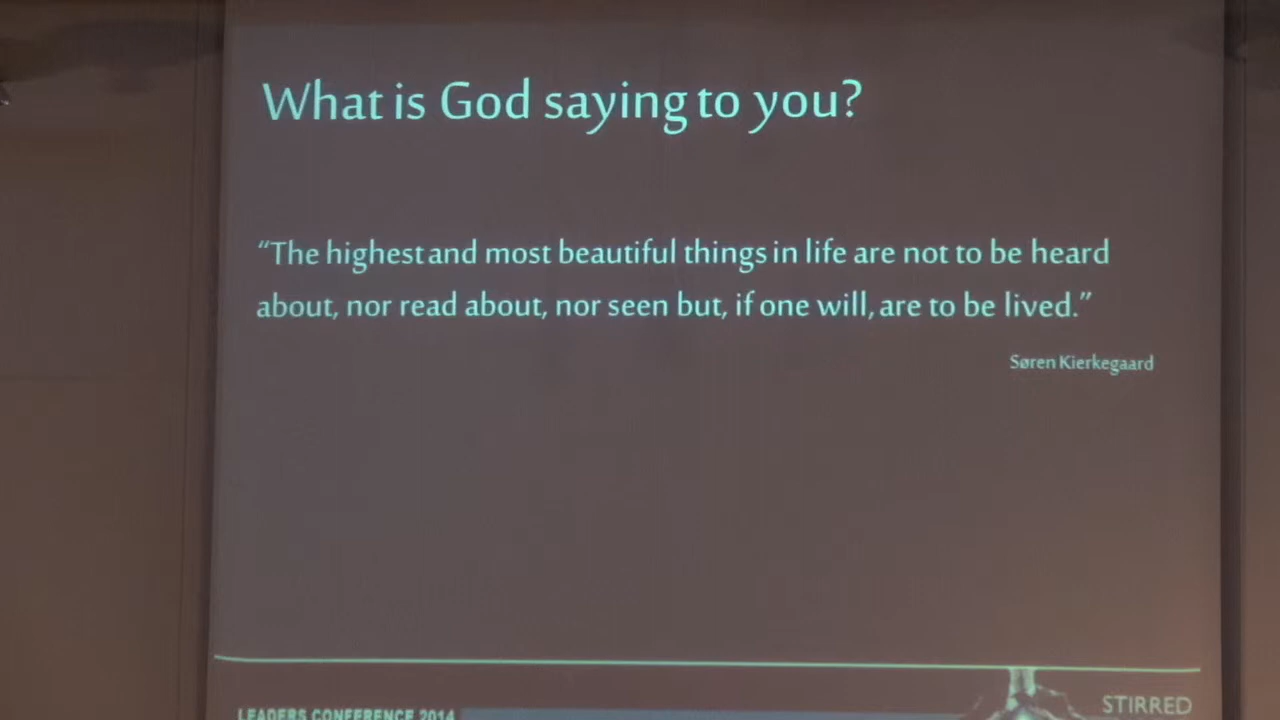 What is God saying to you?
“The highest and most beautiful things in life are not to be heard
about, nor read about, nor seen but, if one will, are to be lived.”
Søren Kierkegaard
LEADERS CONFERENCE 2014
STIRRED